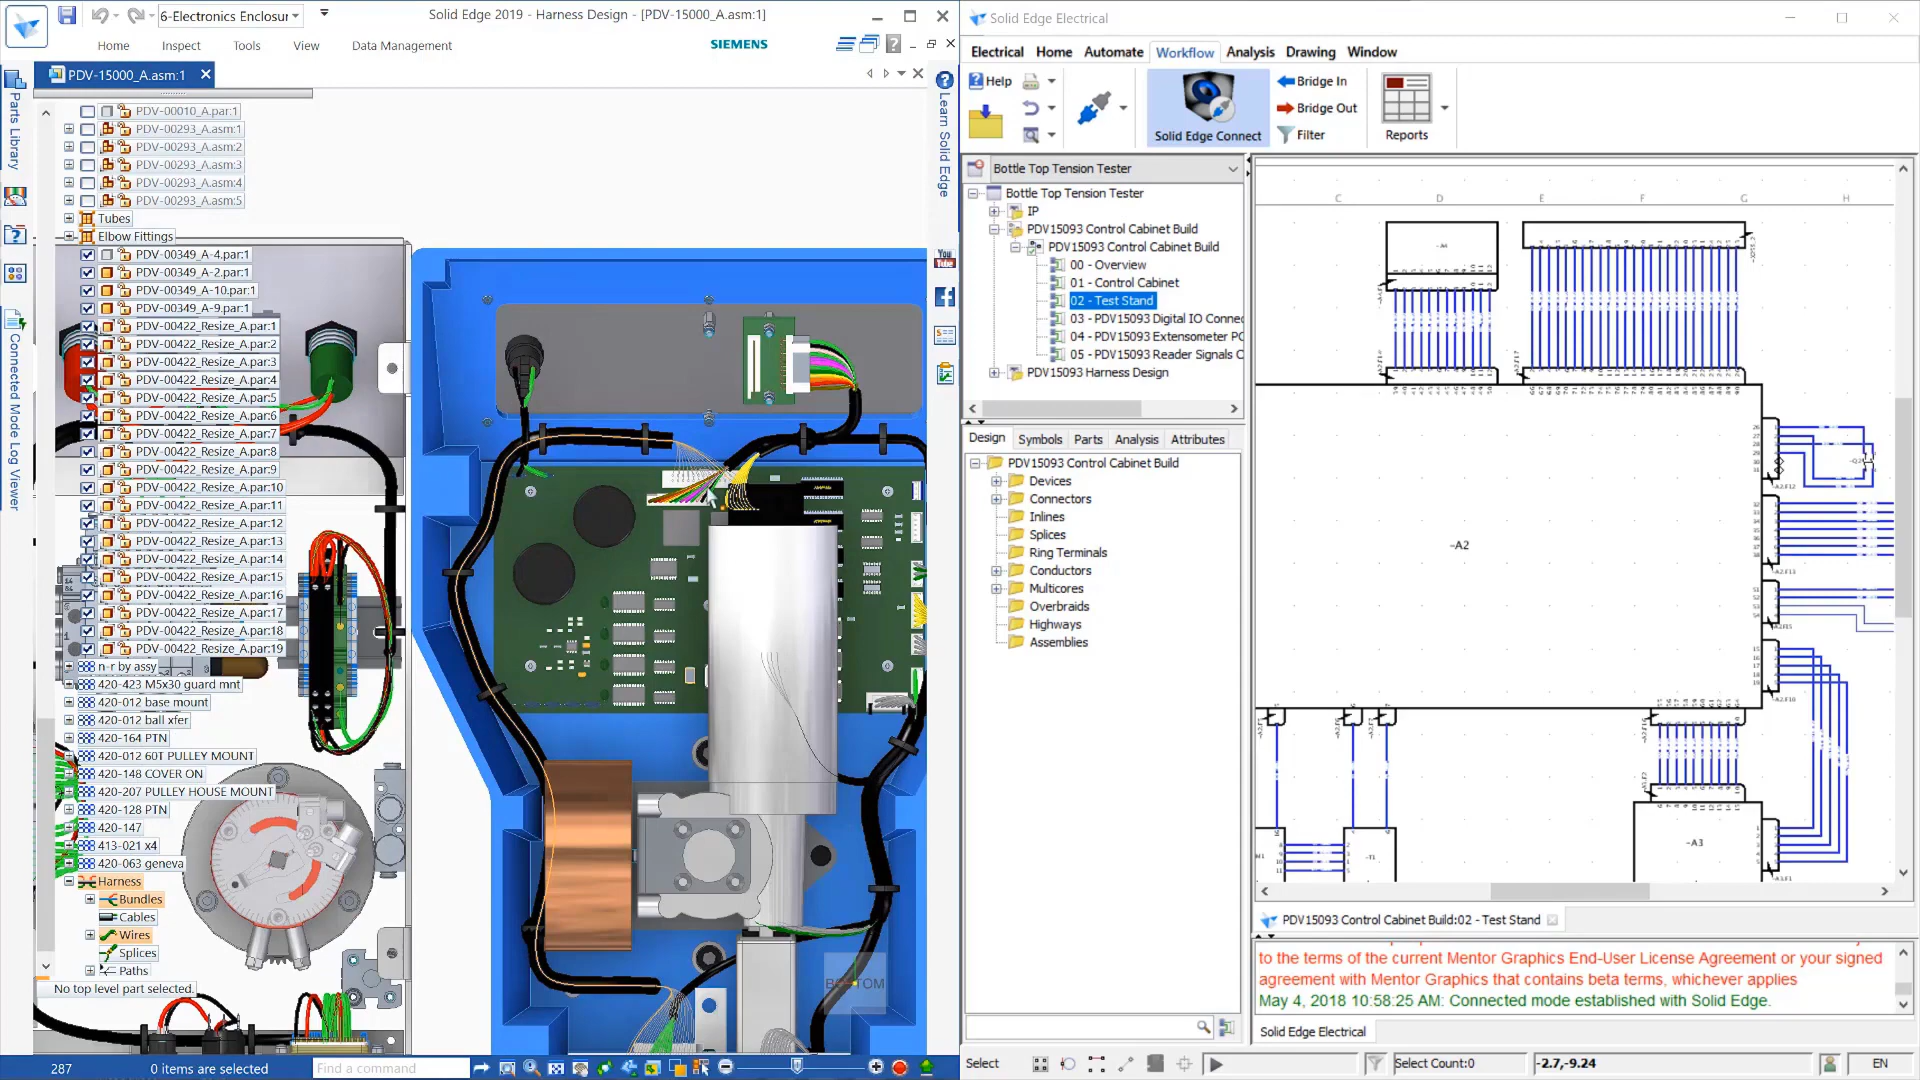 6-Electronics Enclosur
Solid Edge 2019 - Harness Design - [PDV-15000_A.asm:1]
Home
Inspect
Tools
View
Data Management
SIEMENS
PDV-15000_A.asm:1
Parts Library
Connected Mode Log Viewer
Learn Solid Edge
You
PDV-00010_A.par:1
PDV-00293_A.asm:1
PDV-00293_A.asm:2
PDV-00293_A.asm:3
PDV-00293_A.asm:4
PDV-00293_A.asm:5
Tubes
Elbow Fittings
PDV-00349_A-4.par:1
PDV-00349_A-2.par:1
PDV-00349_A-10.par:1
PDV-00349_A-9.par:1
PDV-00422_Resize_A.par:1
PDV-00422_Resize_A.par:2
PDV-00422_Resize_A.par:3
PDV-00422_Resize_A.par:4
PDV-00422_Resize_A.par:5
PDV-00422_Resize_A.par:6
PDV-00422_Resize_A.par:7
PDV-00422_Resize_A.par:8
PDV-00422_Resize_A.par:9
PDV-00422_Resize_A.par:10
PDV-00422_Resize_A.par:11
PDV-00422_Resize_A.par:12
PDV-00422_Resize_A.par:13
PDV-00422_Resize_A.par:14
PDV-00422_Resize_A.par:15
PDV-00422_Resize_A.par:16
PDV-00422_Resize_A.par:17
PDV-00422_Resize_A.par:18
PDV-00422_Resize_A.par:19
n-r by assy
420-423 M5x30 guard mnt
420-012 base mount
420-012 ball xfer
420-164 PTN
420-012 60T PULLEY MOUNT
420-148 COVER ON
420-207 PULLEY HOUSE MOUNT
420-128 PTN
420-147
413-021 x4
420-063 geneva
Harness
Bundles
Cables
Wires
Splices
Paths
No top level part selected.
287
0 items are selected
Find a command
Solid Edge Electrical
Electrical
Home
Automate
Workflow
Analysis
Drawing
Window
Help
Solid Edge Connect
Bridge In
Bridge Out
Filter
Reports
Bottle Top Tension Tester
Bottle Top Tension Tester
IP
PDV15093 Control Cabinet Build
PDV15093 Control Cabinet Build
00 - Overview
01 - Control Cabinet
02 - Test Stand
03 - PDV15093 Digital IO Connec
04 - PDV15093 Extensometer PC
05 - PDV15093 Reader Signals C
PDV15093 Harness Design
Design
Symbols
Parts
Analysis
Attributes
PDV15093 Control Cabinet Build
Devices
Connectors
Inlines
Splices
Ring Terminals
Conductors
Multicores
Overbraids
Highways
Assemblies
C
D
E
F
G
H
-A4
-A2
-A3
-T1
PDV15093 Control Cabinet Build:02 - Test Stand
to the terms of the current Mentor Graphics End-User License Agreement or your signed
agreement with Mentor Graphics that contains beta terms, whichever applies
May 4, 2018 10:58:25 AM: Connected mode established with Solid Edge.
Solid Edge Electrical
Select
Select Count:0
-2.7,-9.24
EN